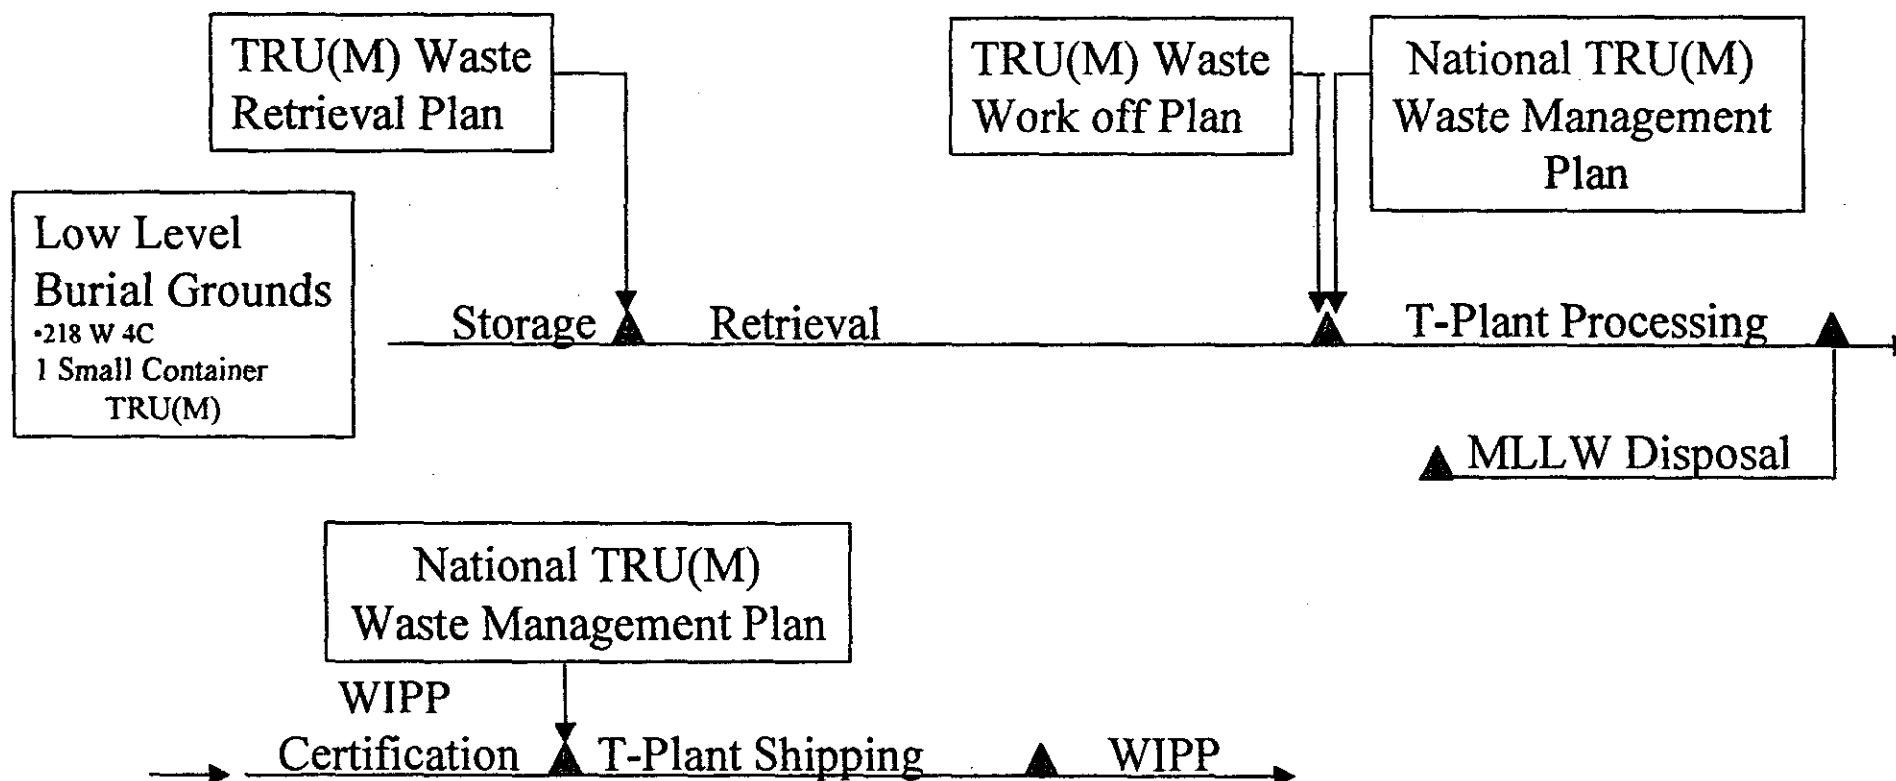 TRU(M) Waste
Retrieval Plan
TRU(M) Waste
Work off Plan
National TRU(M)
Waste Management
Plan
Low Level
Burial Grounds
•218 W 4C
1 Small Container
TRU(M)
Storage
Retrieval
T-Plant Processing
MLLW Disposal
National TRU(M)
Waste Management Plan
WIPP
Certification
T-Plant Shipping
WIPP